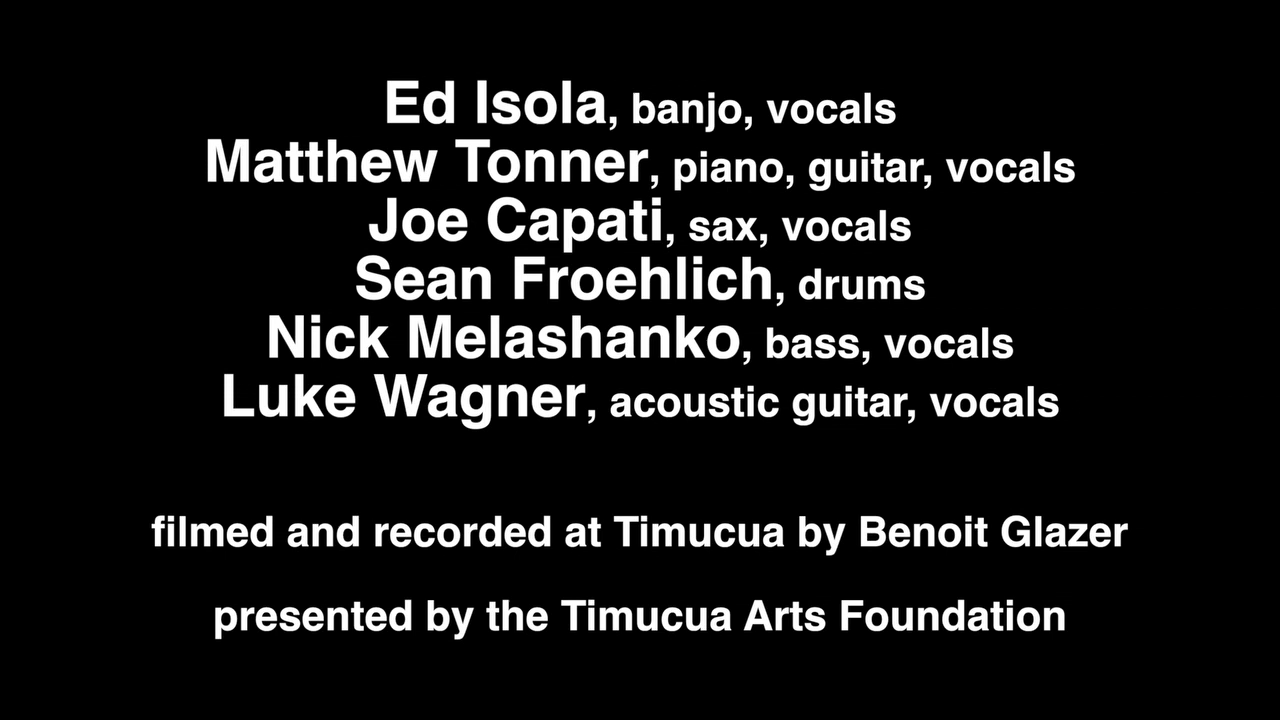 Ed Isola, banjo, vocals
Matthew Tonner, piano, guitar, vocals
Joe Capati, sax, vocals
Sean Froehlich, drums
Nick Melashanko, bass, vocals
Luke Wagner, acoustic guitar, vocals
filmed and recorded at Timucua by Benoit Glazer
presented by the Timucua Arts Foundation